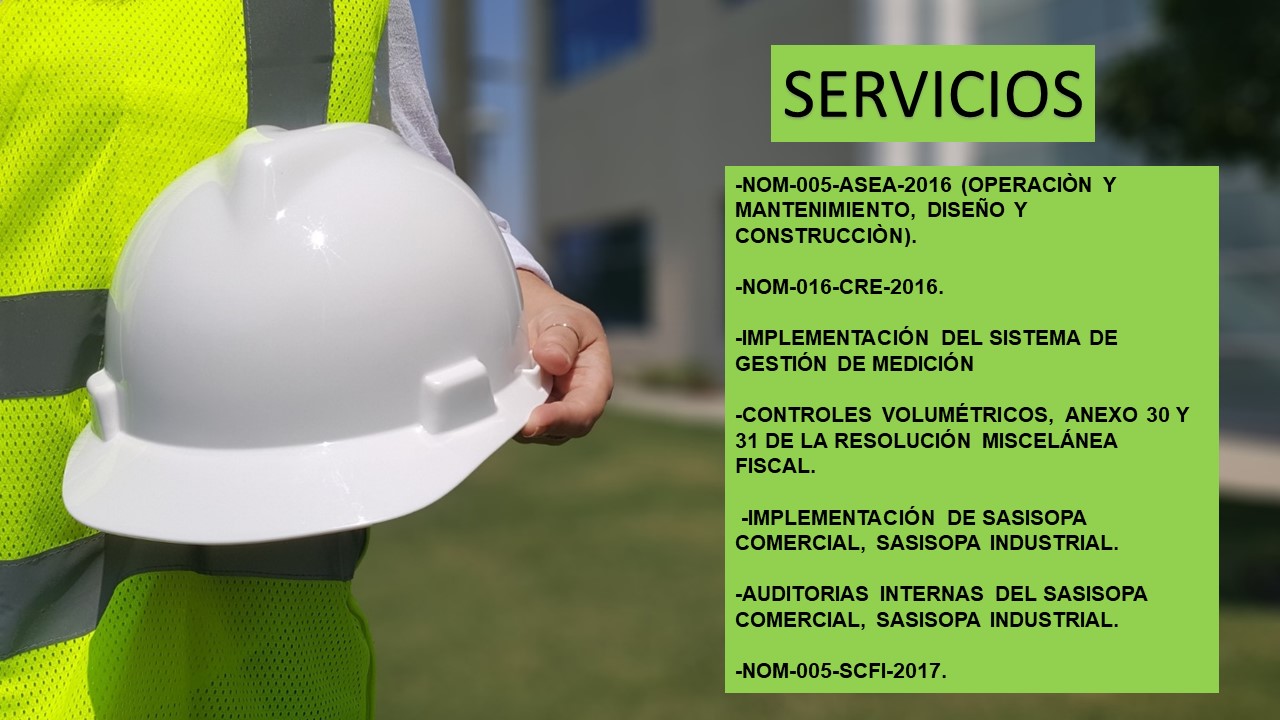 SERVICIOS
-NOM-005-ASEA-2016 (OPERACIÒN Y
MANTENIMIENTO, DISEÑO Y
CONSTRUCCIÒN).
-NOM-016-CRE-2016.
-IMPLEMENTACIÓN DEL SISTEMA DE
GESTIÓN DE MEDICIÓN
-CONTROLES VOLUMÉTRICOS, ANEXO 30 Y
31 DE LA RESOLUCIÓN MISCELÁNEA
FISCAL.
-IMPLEMENTACIÓN DE SASISOPA
COMERCIAL, SASISOPA INDUSTRIAL.
-AUDITORIAS INTERNAS DEL SASISOPA
COMERCIAL, SASISOPA INDUSTRIAL.
-NOM-005-SCFI-2017.